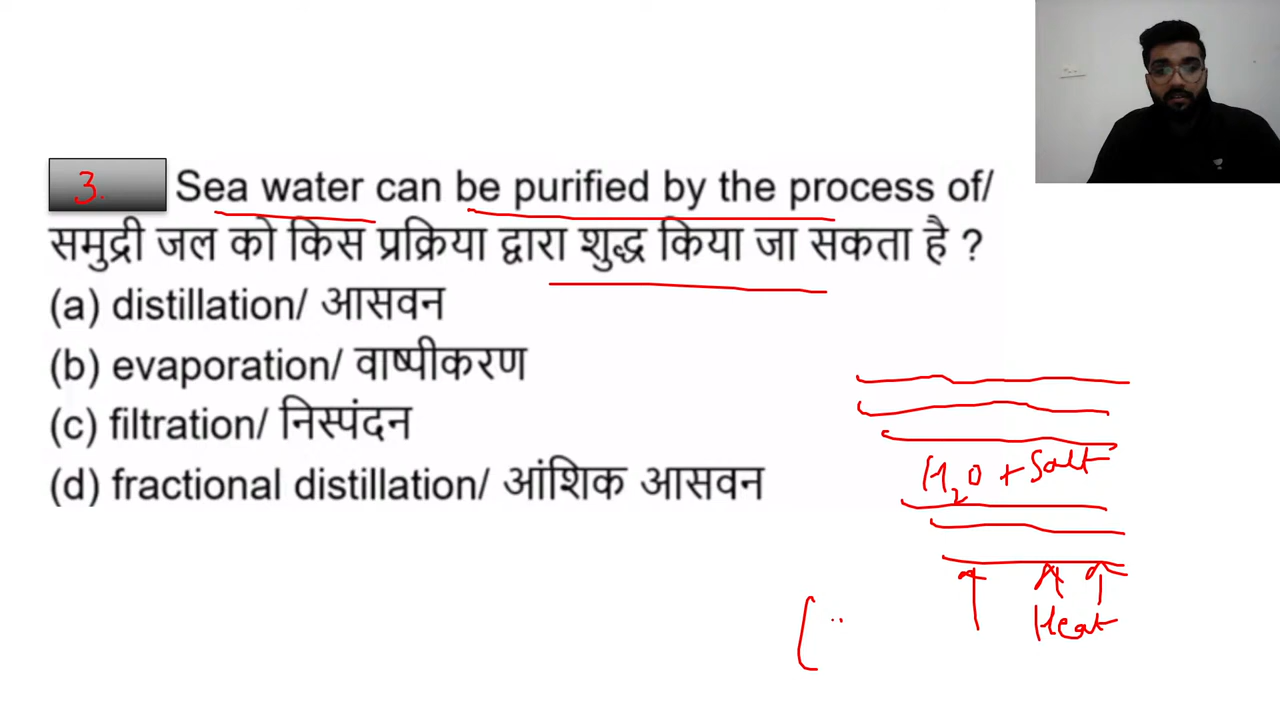 3. Sea water can be purified by the process of/
समुद्री जल को किस प्रक्रिया द्वारा शुद्ध किया जा सकता है ?
(a) distillation/ आसवन
(b) evaporation/ वाष्पीकरण
(c) filtration/ निस्पंदन
(d) fractional distillation/ आंशिक आसवन
H₂O + Salt
Heat